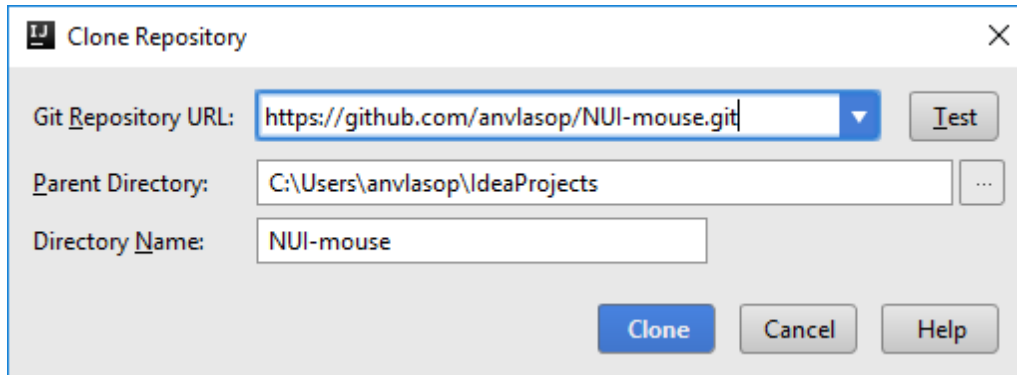 IJ Clone Repository
Git Repository URL: https://github.com/anvlasop/NUI-mouse.git Test
Parent Directory: C:\Users\anvlasop\IdeaProjects ...
Directory Name: NUI-mouse
Clone Cancel Help